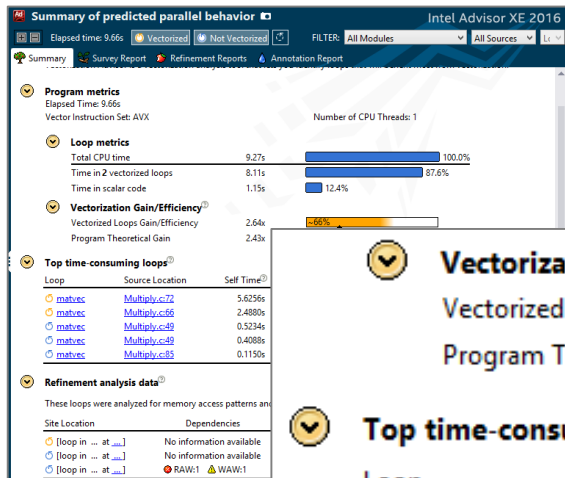 Summary of predicted parallel behavior
Intel Advisor XE 2016
Elapsed time: 9.66s Vectorized Not Vectorized FILTER: All Modules All Sources
Summary Survey Report Refinement Reports Annotation Report
Program metrics
Elapsed Time: 9.66s
Vector Instruction Set: AVX Number of CPU Threads: 1
Loop metrics
Total CPU time 9.27s 100.0%
Time in 2 vectorized loops 8.11s 87.6%
Time in scalar code 1.15s 12.4%
Vectorization Gain/Efficiency
Vectorized Loops Gain/Efficiency 2.64x ~66%
Program Theoretical Gain 2.43x
Top time-consuming loops
Loop Source Location Self Time
matvec Multiply.c:72 5.6256s
matvec Multiply.c:66 2.4880s
matvec Multiply.c:49 0.5234s
matvec Multiply.c:49 0.4088s
matvec Multiply.c:85 0.1150s
Refinement analysis data
These loops were analyzed for memory access patterns and
Site Location Dependencies
[loop in ... at ...] No information available
[loop in ... at ...] No information available
[loop in ... at ...] RAW:1 WAW:1
Vectoriza
Vectorized
Program T
Top time-consu